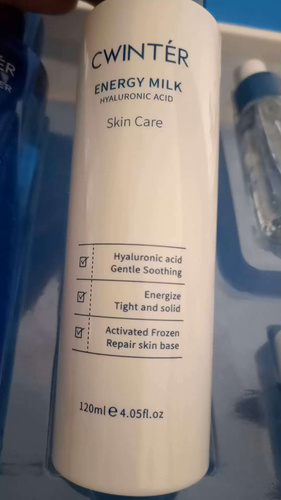 CWINTÉR
ENERGY MILK
HYALURONIC ACID
Skin Care
Hyaluronic acid
Gentle Soothing
Energize
Tight and solid
Activated Frozen
Repair skin base
120ml e 4.05fl.oz